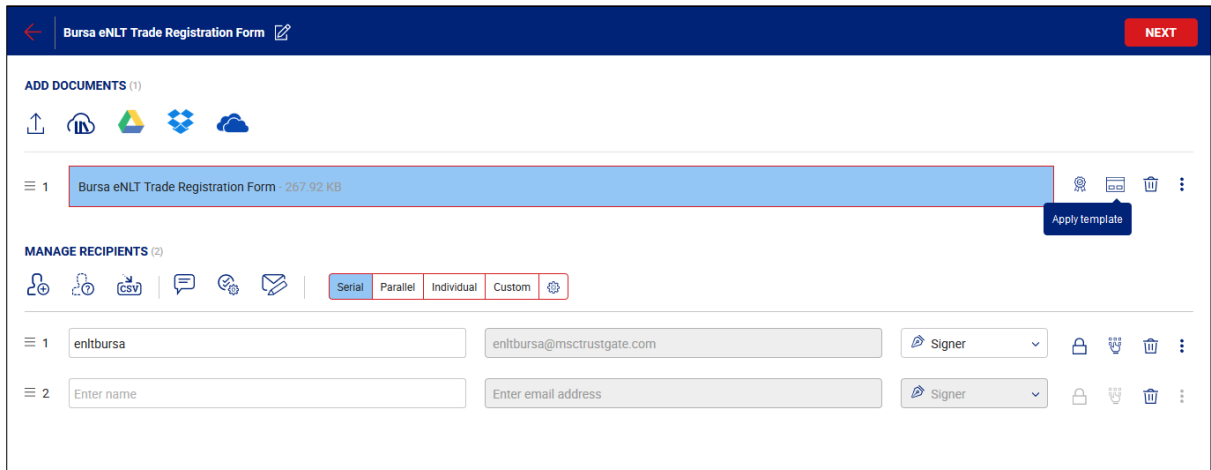 Bursa eNLT Trade Registration Form
NEXT
ADD DOCUMENTS (1)
1 Bursa eNLT Trade Registration Form - 267.92 KB
Apply template
MANAGE RECIPIENTS (2)
CSV
Serial Parallel Individual Custom
1 enltbursa enltbursa@msctrustgate.com Signer
2 Enter name Enter email address Signer